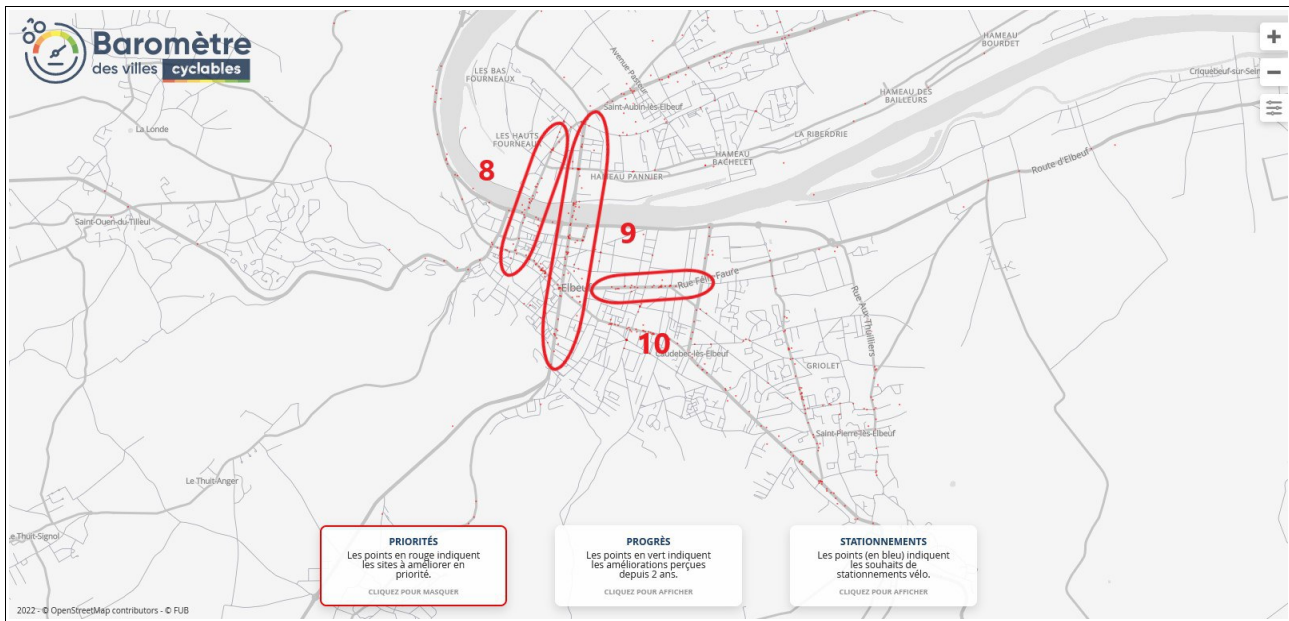 Baromètre
des villes cyclables
HAMEAU
BOURDET
Avenue Pasteur
LES BAS
FOURNEAUX
Criquebeuf-sur-Sein
HAMEAU DES
BAILLEURS
Saint-Aubin-lès-Elbeuf
La Londe
LES HAUTS
FOURNEAUX
LA RIBERDRIE
HAMEAU
BACHELET
Route d'Elbeuf
8
HAMEAU PANNIER
Saint-Ouen-du-Tilleul
9
Rue Félix Faure
Elbeuf
Rue Aux Thuilliers
10
Caudebec-lès-Elbeuf
GRIOLET
Saint-Pierre-lès-Elbeuf
Le Thuit-Anger
e Thuit-Signol
PRIORITÉS
Les points en rouge indiquent
les sites à améliorer en
priorité.
CLIQUEZ POUR MASQUER
PROGRÈS
Les points en vert indiquent
les améliorations perçues
depuis 2 ans.
CLIQUEZ POUR AFFICHER
STATIONNEMENTS
Les points (en bleu) indiquent
les souhaits de
stationnements vélo.
CLIQUEZ POUR AFFICHER
2022 - © OpenStreetMap contributors - © FUB